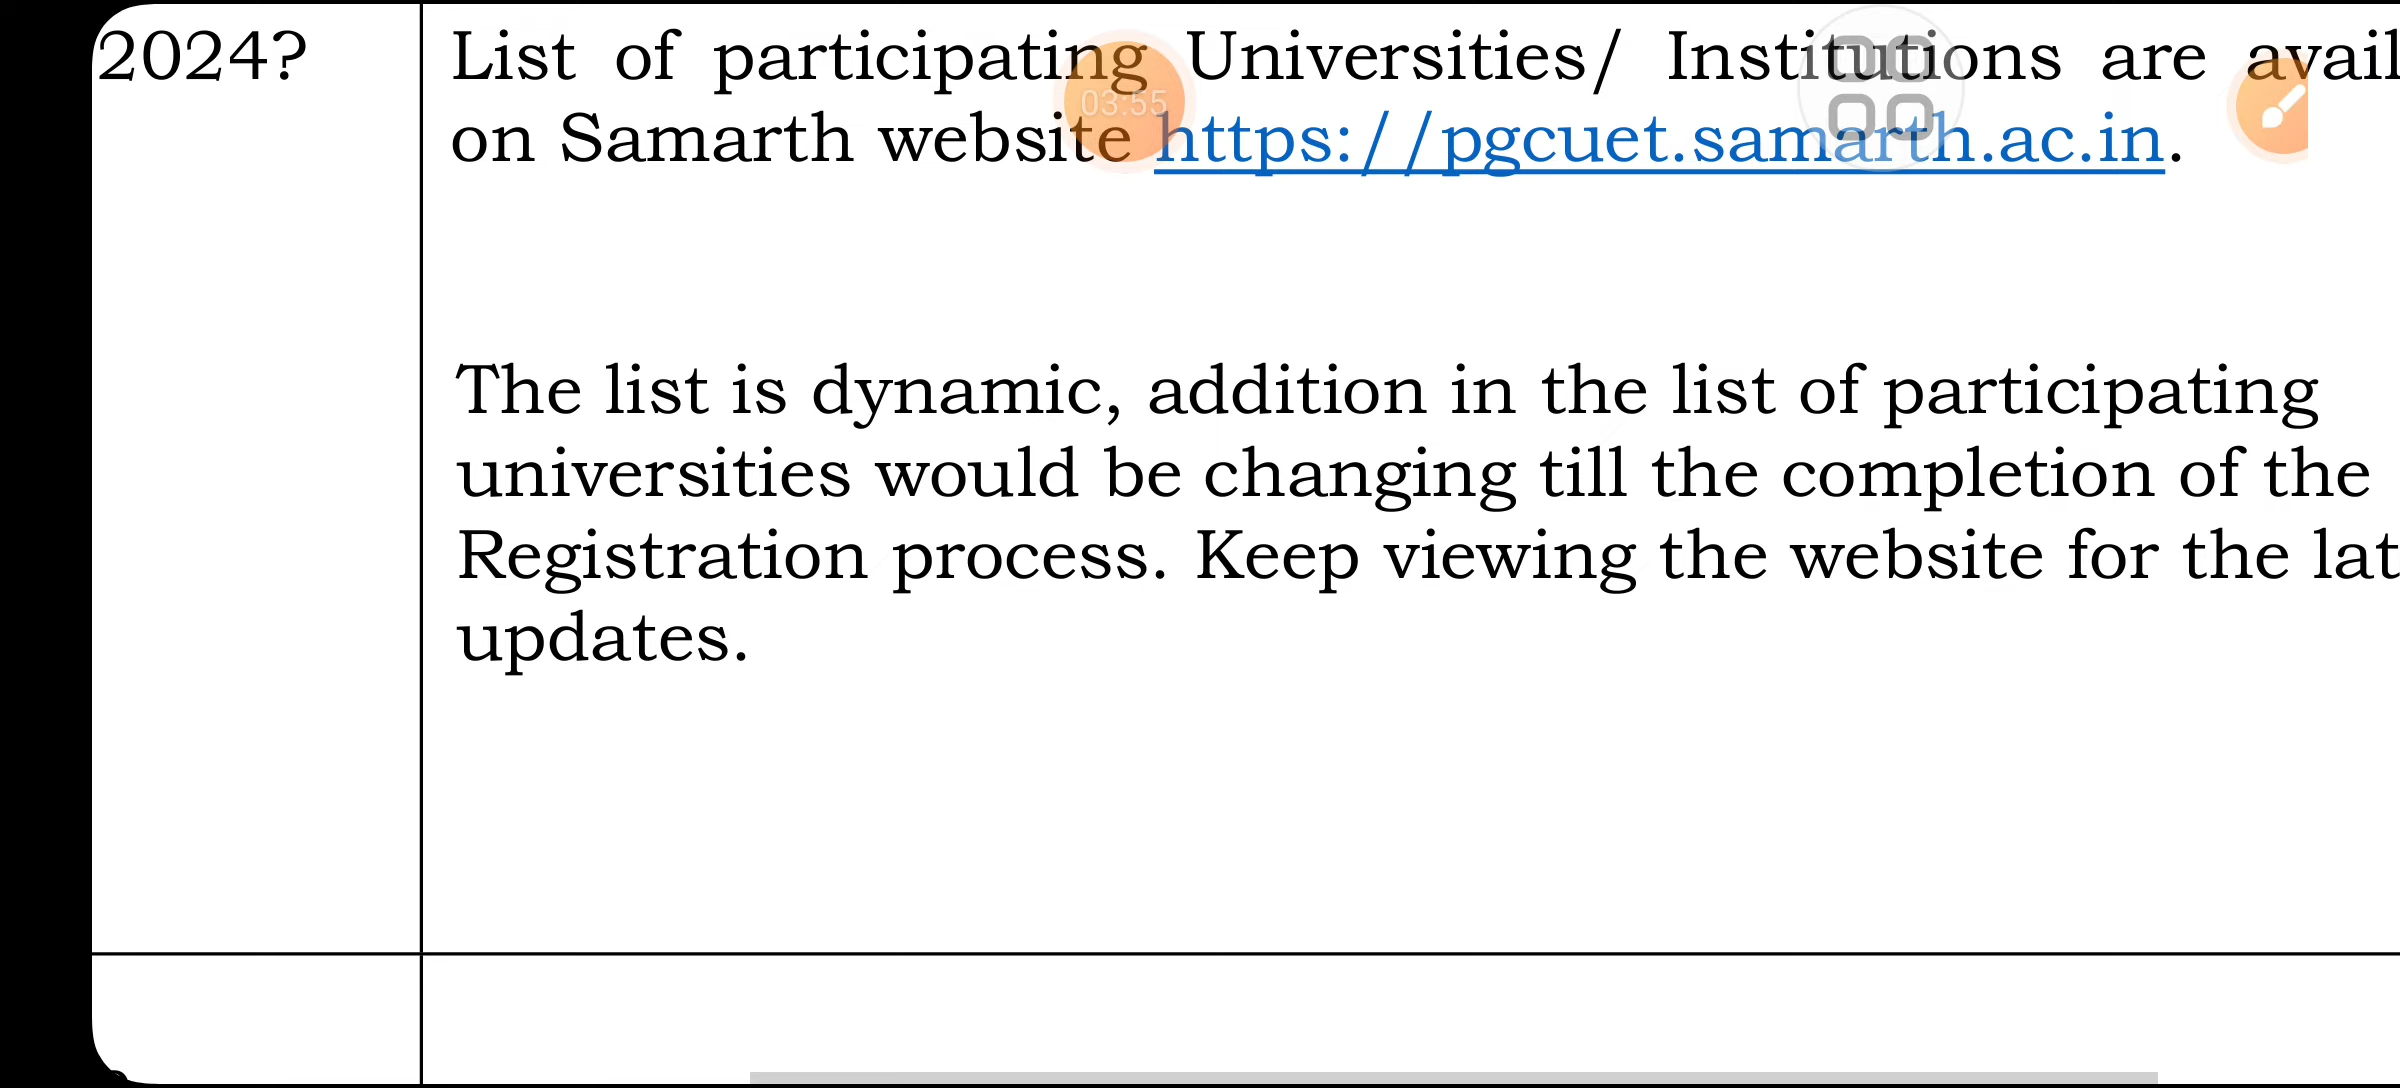 2024?
List of participating Universities/ Institutions are avail
on Samarth website https://pgcuet.samarth.ac.in.
03:55
The list is dynamic, addition in the list of participating
universities would be changing till the completion of the
Registration process. Keep viewing the website for the lat
updates.